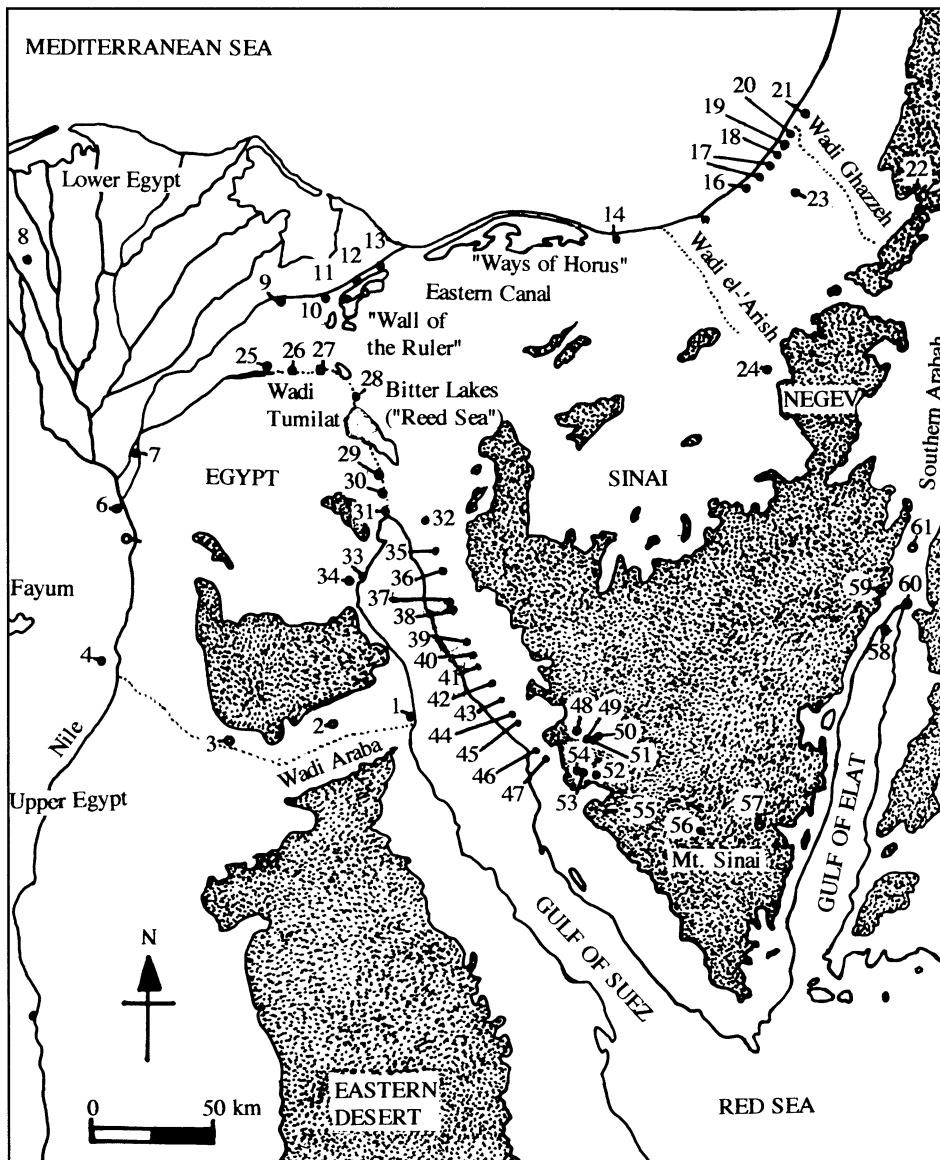 MEDITERRANEAN SEA
20
21
19
18
17
16
Wadi Ghazzeh
22
23
Lower Egypt
8
14
13
12
11
9
10
"Ways of Horus"
Eastern Canal
Wadi el-'Arish
"Wall of
the Ruler"
25
26
27
28
24
NEGEV
Southern Arabah
Wadi
Tumilat
Bitter Lakes
("Reed Sea")
7
EGYPT
29
30
SINAI
6
31
32
61
35
33
34
36
59
60
Fayum
37
38
58
39
40
4
41
42
43
1
2
3
44
45
48
49
50
51
Nile
Wadi Araba
46
54
52
47
53
Upper Egypt
55
56
57
Mt. Sinai
GULF OF ELAT
N
GULF OF SUEZ
0
50 km
EASTERN
DESERT
RED SEA